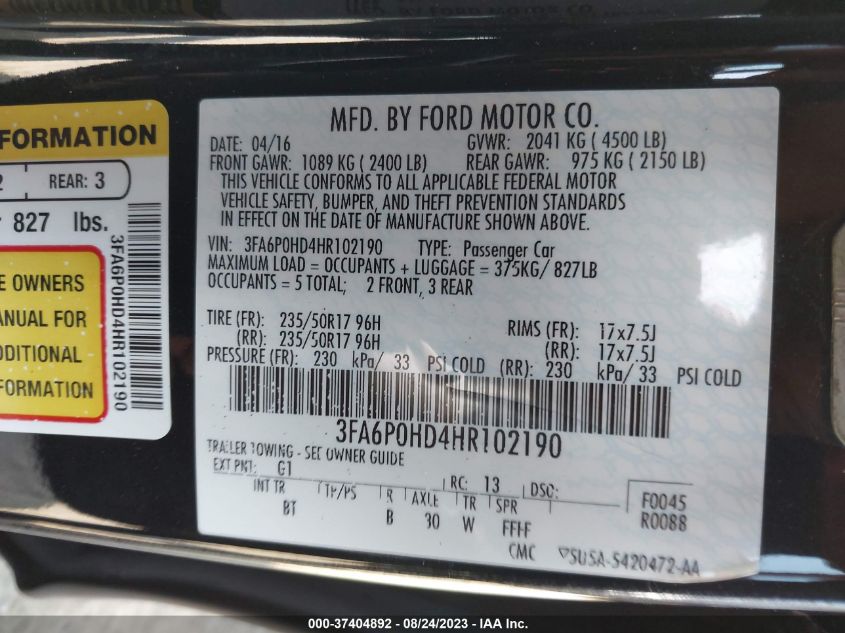 MFD. BY FORD MOTOR CO.
DATE: 04/16 GVWR: 2041 KG ( 4500 LB)
FRONT GAWR: 1089 KG ( 2400 LB) REAR GAWR: 975 KG ( 2150 LB)
THIS VEHICLE CONFORMS TO ALL APPLICABLE FEDERAL MOTOR
VEHICLE SAFETY, BUMPER, AND THEFT PREVENTION STANDARDS
IN EFFECT ON THE DATE OF MANUFACTURE SHOWN ABOVE.
VIN: 3FA6P0HD4HR102190 TYPE: Passenger Car
MAXIMUM LOAD = OCCUPANTS + LUGGAGE = 375KG/ 827LB
OCCUPANTS = 5 TOTAL; 2 FRONT, 3 REAR
TIRE (FR): 235/50R17 96H RIMS (FR): 17x7.5J
(RR): 235/50R17 96H (RR): 17x7.5J
PRESSURE (FR): 230 kPa/ 33 PSI COLD (RR): 230 kPa/ 33 PSI COLD
3FA6P0HD4HR102190
TRAILER TOWING - SEE OWNER GUIDE
EXT PNT: G1 RC: 13 DSO:
INT TR TP/PS R AXLE TR SPR
BT B 30 W FFFF
F0045
R0088
CMC SU5A-5420472-AA
FORMATION
2 REAR: 3
827 lbs.
E OWNERS
ANUAL FOR
DDITIONAL
FORMATION
3FA6P0HD4HR102190
000-37404892 - 08/24/2023 - IAA Inc.